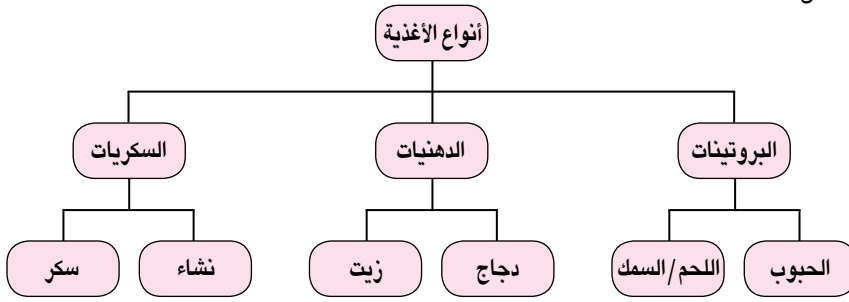 أنواع الأغذية
البروتينات
الدهنيات
السكريات
الحبوب
اللحم/السمك
دجاج
زيت
نشاء
سكر